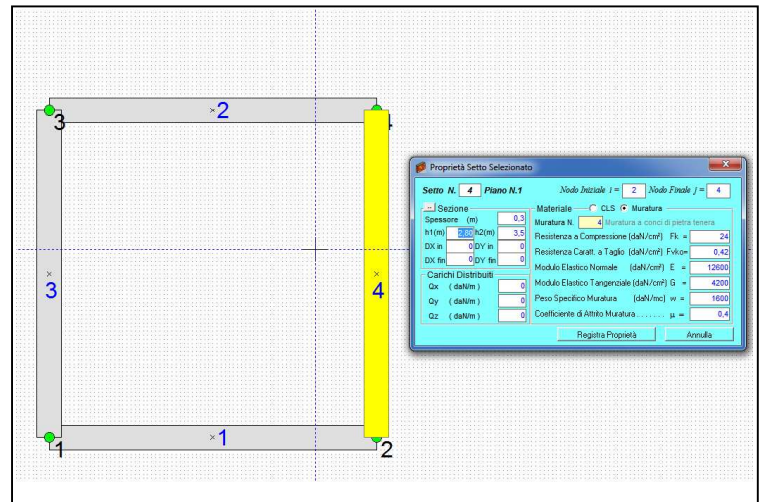 2
3
3
4
1
1
2
Proprietà Setto Selezionato
Setto N. 4 Piano N.1 Nodo Iniziale i = 2 Nodo Finale j = 4
Sezione
Spessore (m) 0,3
h1(m) 2,80 h2(m) 3,5
DX in 0 DY in 0
DX fin 0 DY fin 0
Carichi Distribuiti
Qx ( daN/m ) 0
Qy ( daN/m ) 0
Qz ( daN/m ) 0
Materiale CLS Muratura
Muratura N. 4 Muratura a conci di pietra tenera
Resistenza a Compressione (daN/cm²) Fk = 24
Resistenza Caratt. a Taglio (daN/cm²) Fvko= 0,42
Modulo Elastico Normale (daN/cm²) E = 12600
Modulo Elastico Tangenziale (daN/cm²) G = 4200
Peso Specifico Muratura (daN/mc) w = 1600
Coefficiente di Attrito Muratura . . . . . . . μ = 0,4
Registra Proprietà Annulla